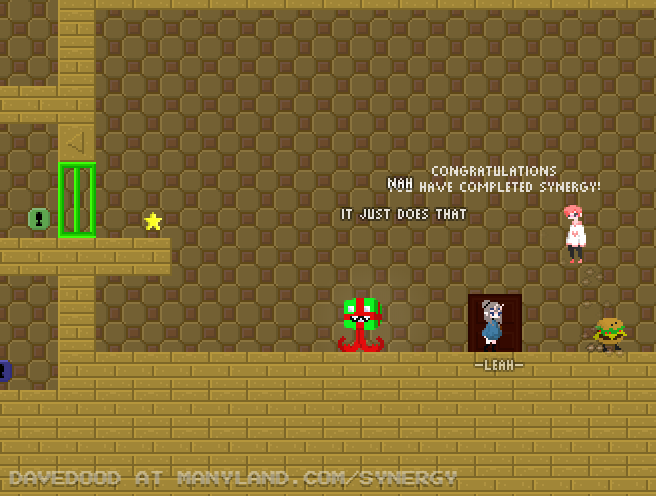 CONGRATULATIONS
NAH
HAVE COMPLETED SYNERGY!
IT JUST DOES THAT
-LEAH-
DAVEDOOD AT MANYLAND.COM/SYNERGY